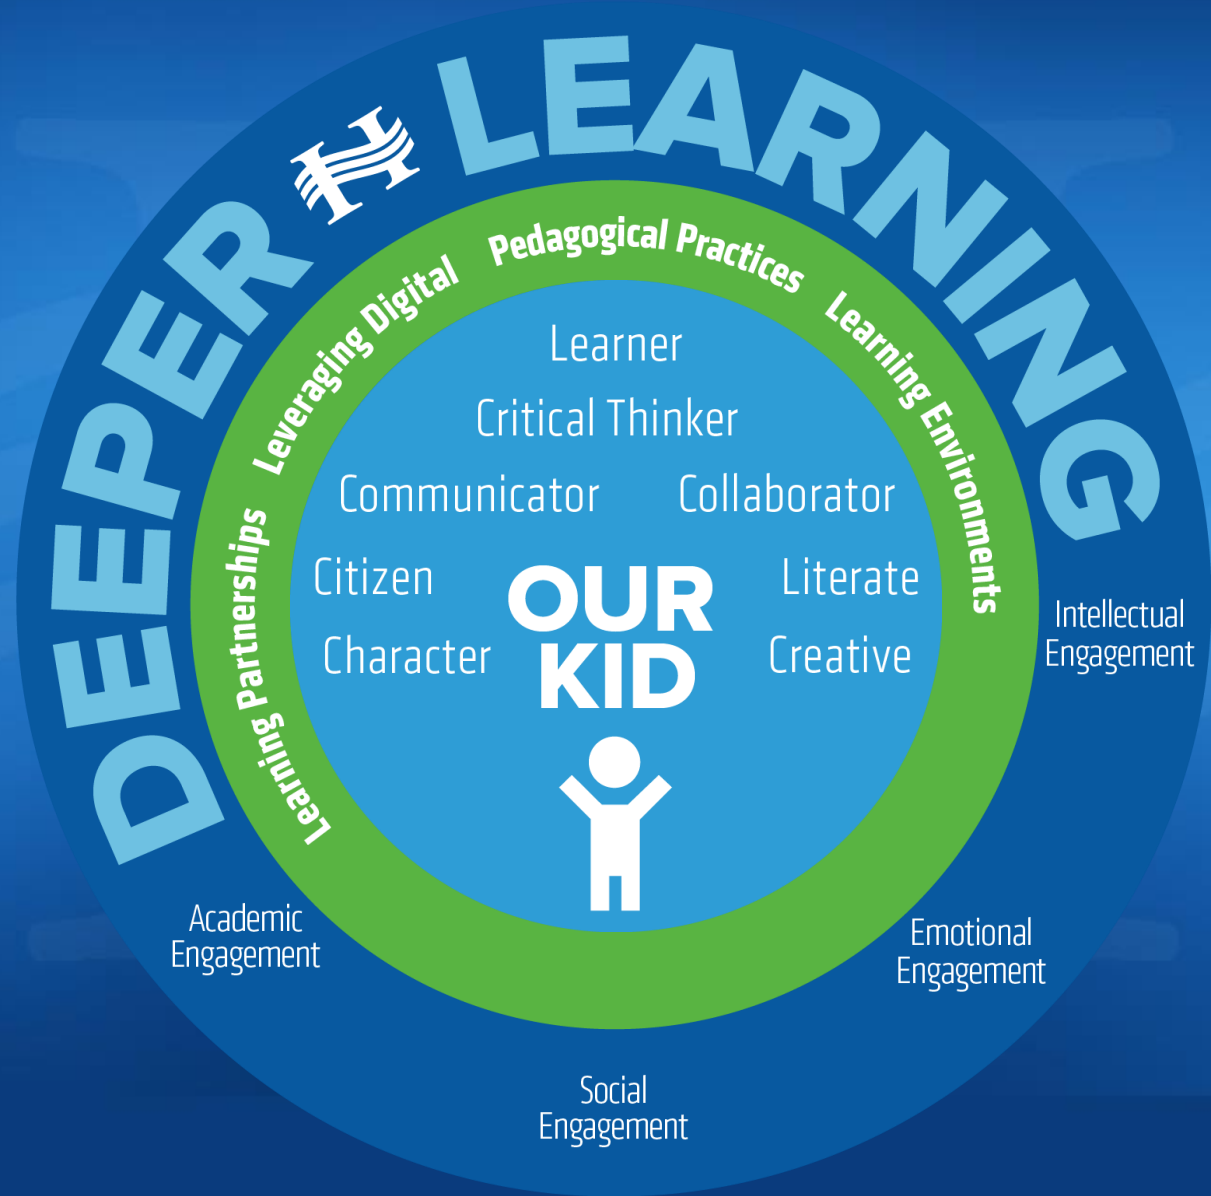 DEEPER LEARNING
Learning Partnerships Leveraging Digital Pedagogical Practices Learning Environments
Learner
Critical Thinker
Communicator Collaborator
Citizen Literate
Character Creative
OUR
KID
Intellectual
Engagement
Academic
Engagement
Emotional
Engagement
Social
Engagement